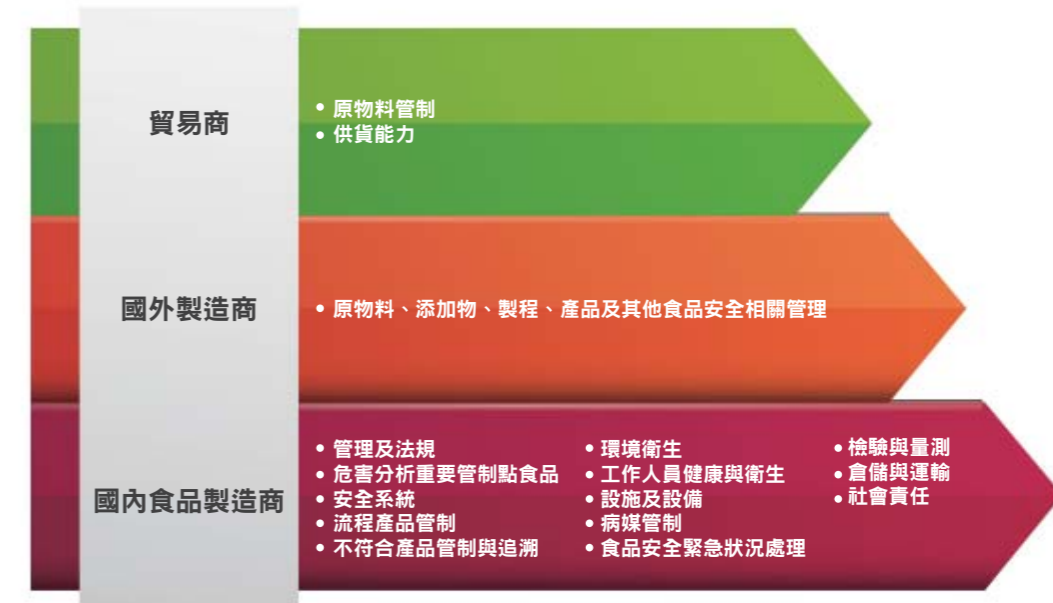 貿易商
• 原物料管制
• 供貨能力
國外製造商
• 原物料、添加物、製程、產品及其他食品安全相關管理
國內食品製造商
• 管理及法規
• 危害分析重要管制點食品
• 安全系統
• 流程產品管制
• 不符合產品管制與追溯
• 環境衛生
• 工作人員健康與衛生
• 設施及設備
• 病媒管制
• 食品安全緊急狀況處理
• 檢驗與量測
• 倉儲與運輸
• 社會責任